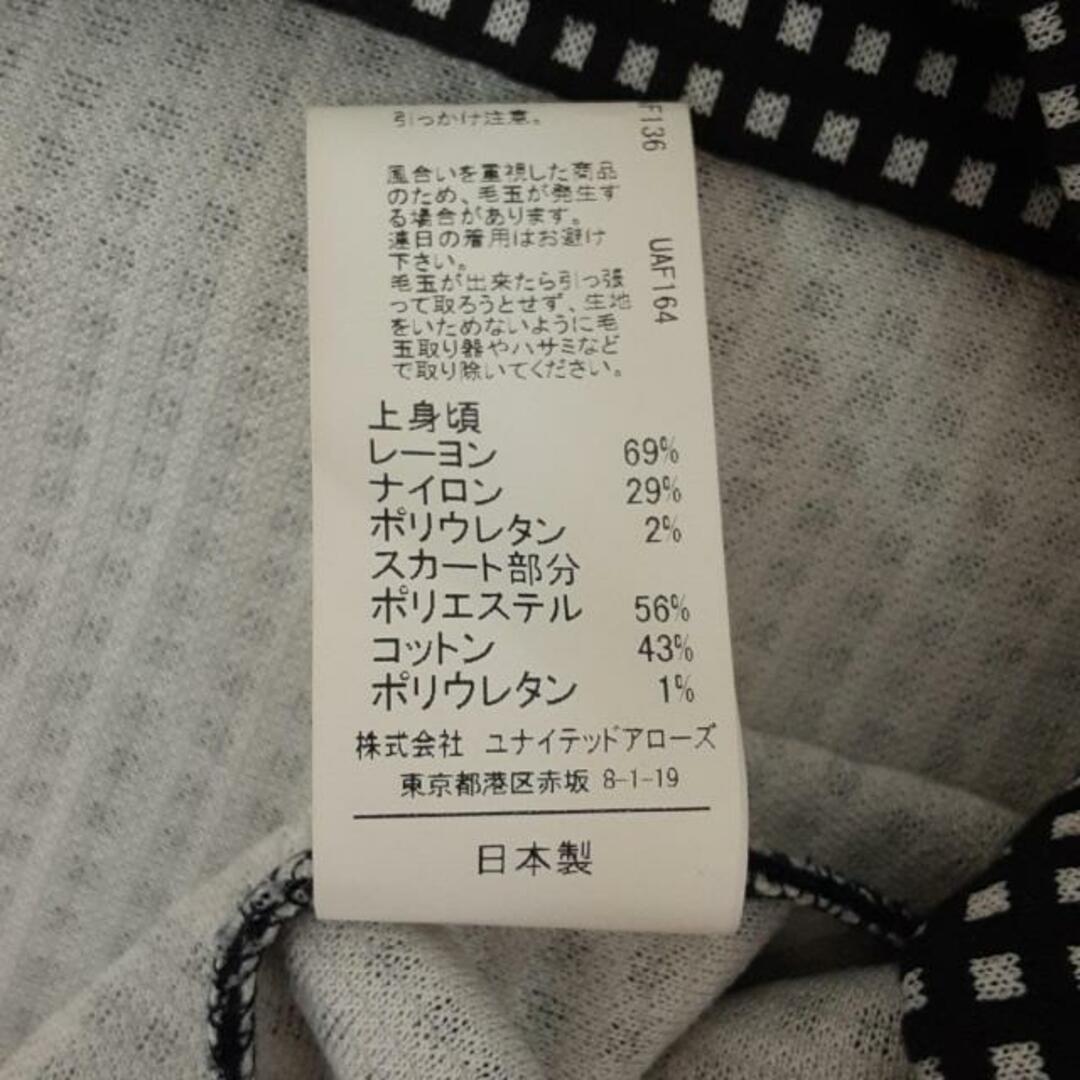 引っかけ注意。
風合いを重視した商品
のため、毛玉が発生す
る場合があります。
連日の着用はお避け
下さい。
毛玉が出来たら引っ張
って取ろうとせず、生地
をいためないように毛
玉取り器やハサミなど
で取り除いてください。
F136
UAF164
上身頃
レーヨン 69%
ナイロン 29%
ポリウレタン 2%
スカート部分
ポリエステル 56%
コットン 43%
ポリウレタン 1%
株式会社 ユナイテッドアローズ
東京都港区赤坂 8-1-19
日本製